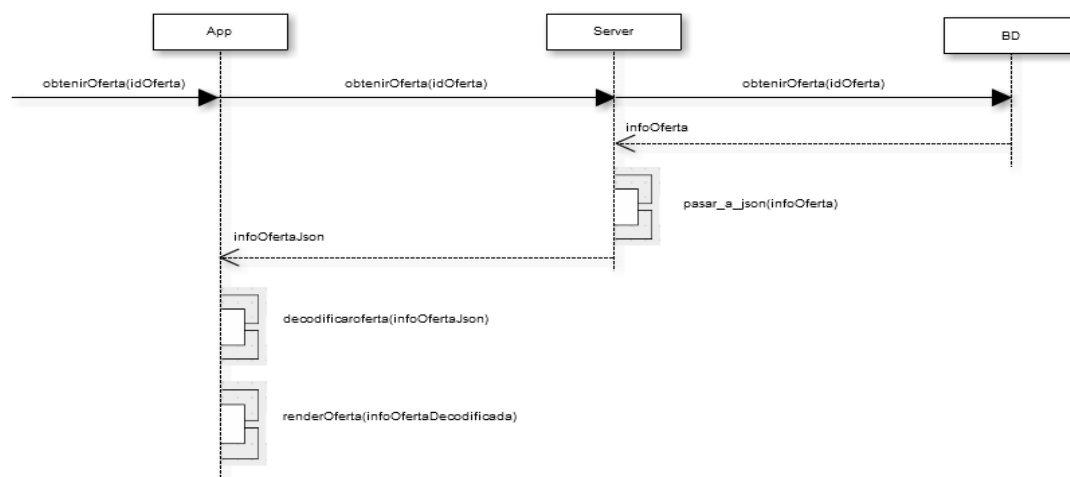 App
Server
BD
obtenirOferta(idOferta)
obtenirOferta(idOferta)
obtenirOferta(idOferta)
infoOferta
pasar_a_json(infoOferta)
infoOfertaJson
decodificaroferta(infoOfertaJson)
renderOferta(infoOfertaDecodificada)